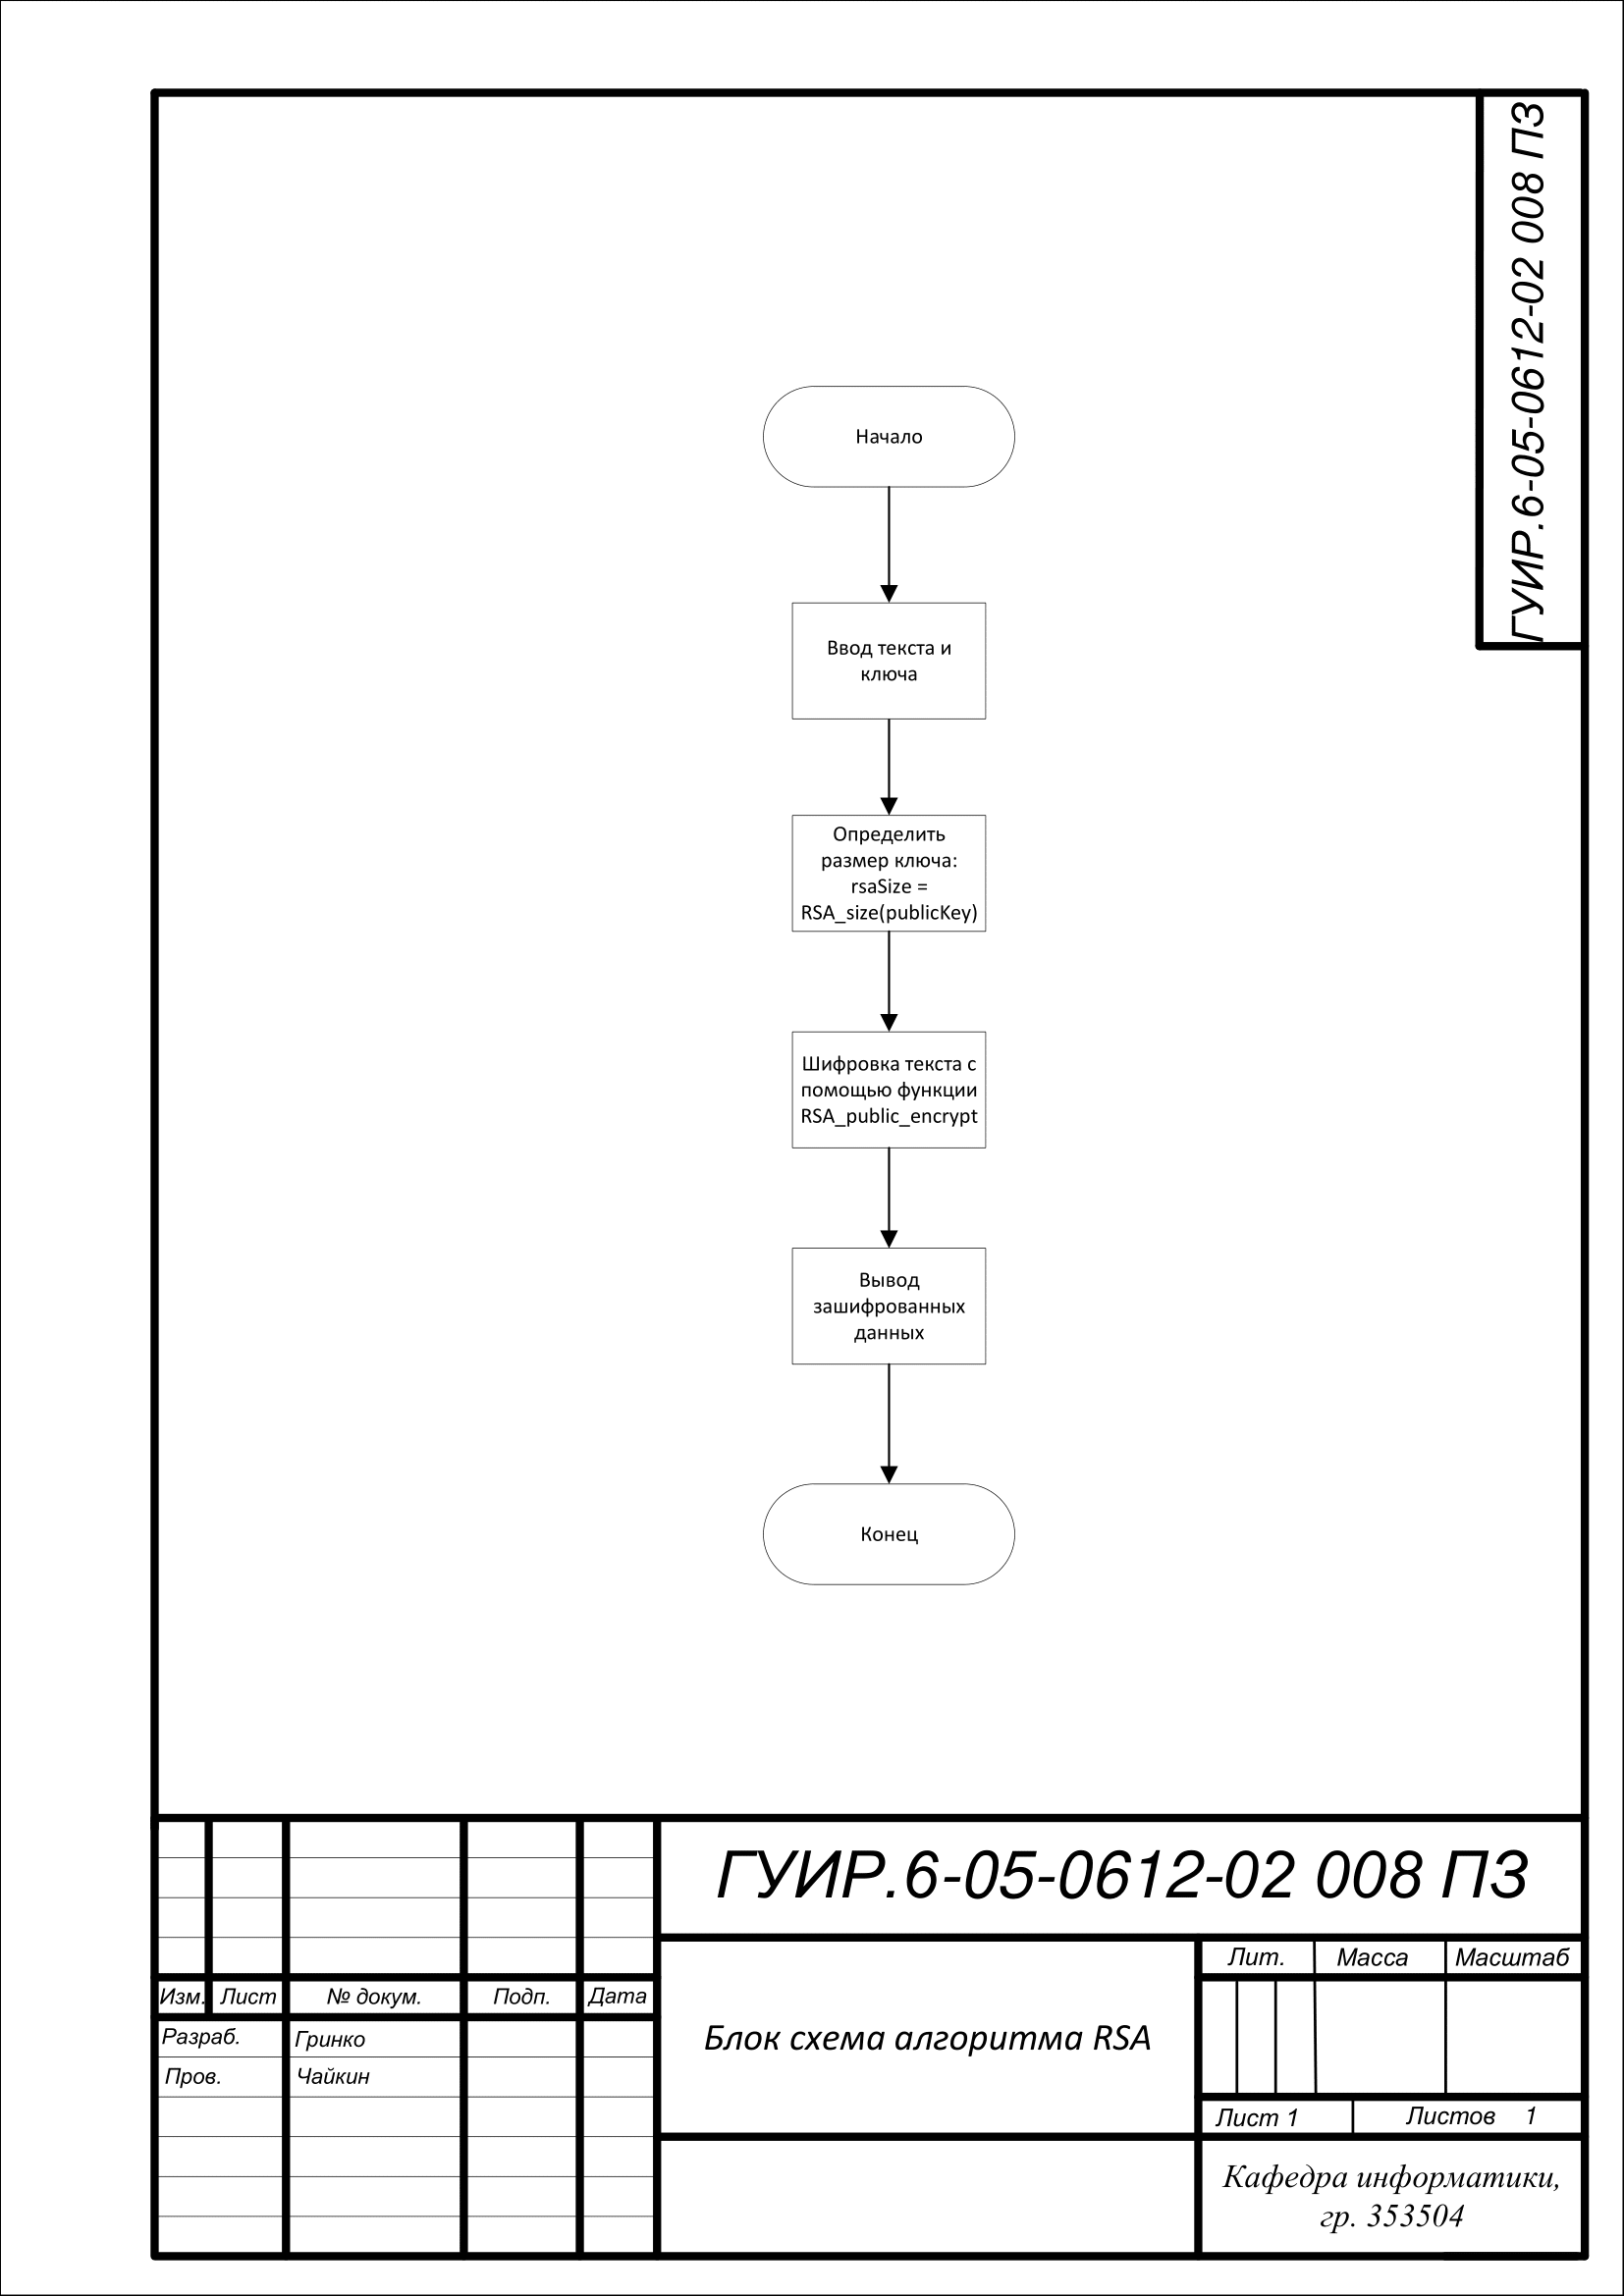 ГУИР.6-05-0612-02 008 ПЗ
Начало
Ввод текста и
ключа
Определить
размер ключа:
rsaSize =
RSA_size(publicKey)
Шифровка текста с
помощью функции
RSA_public_encrypt
Вывод
зашифрованных
данных
Конец
ГУИР.6-05-0612-02 008 ПЗ
Лит. Масса Масштаб
Изм. Лист № докум. Подп. Дата
Разраб. Гринко
Блок схема алгоритма RSA
Пров. Чайкин
Лист 1 Листов 1
Кафедра информатики,
гр. 353504